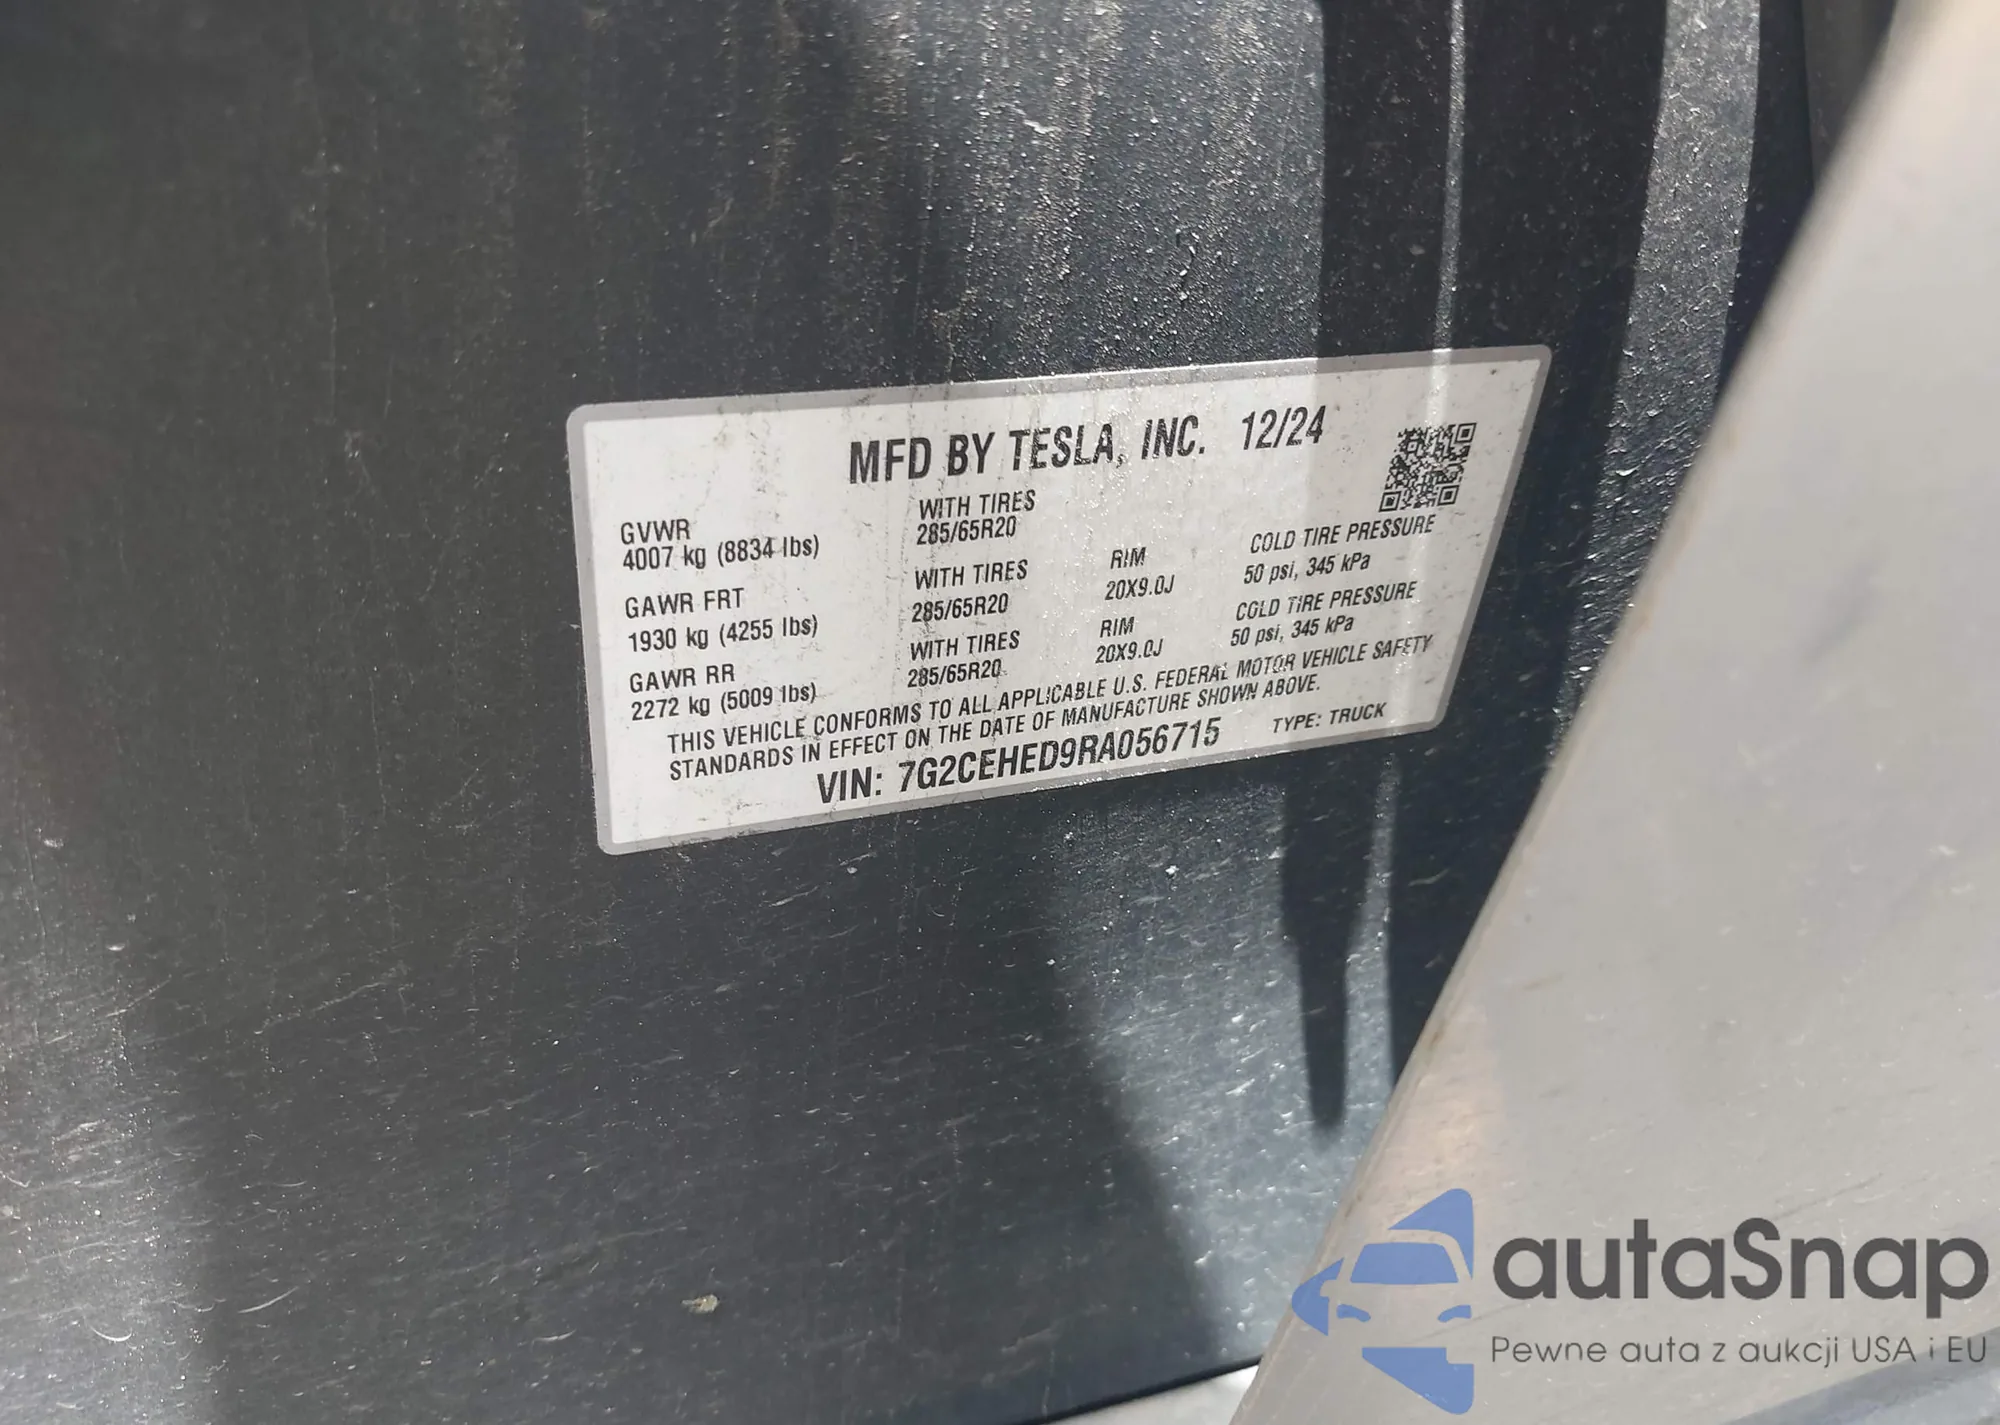 MFD BY TESLA, INC. 12/24
GVWR
4007 kg (8834 lbs)
WITH TIRES
285/65R20
GAWR FRT
1930 kg (4255 lbs)
WITH TIRES
285/65R20
RIM
20X9.0J
COLD TIRE PRESSURE
50 psi, 345 kPa
GAWR RR
2272 kg (5009 lbs)
WITH TIRES
285/65R20
RIM
20X9.0J
COLD TIRE PRESSURE
50 psi, 345 kPa
THIS VEHICLE CONFORMS TO ALL APPLICABLE U.S. FEDERAL MOTOR VEHICLE SAFETY
STANDARDS IN EFFECT ON THE DATE OF MANUFACTURE SHOWN ABOVE.
VIN: 7G2CEHED9RA056715
TYPE: TRUCK
autaSnap
Pewne auta z aukcji USA i EU